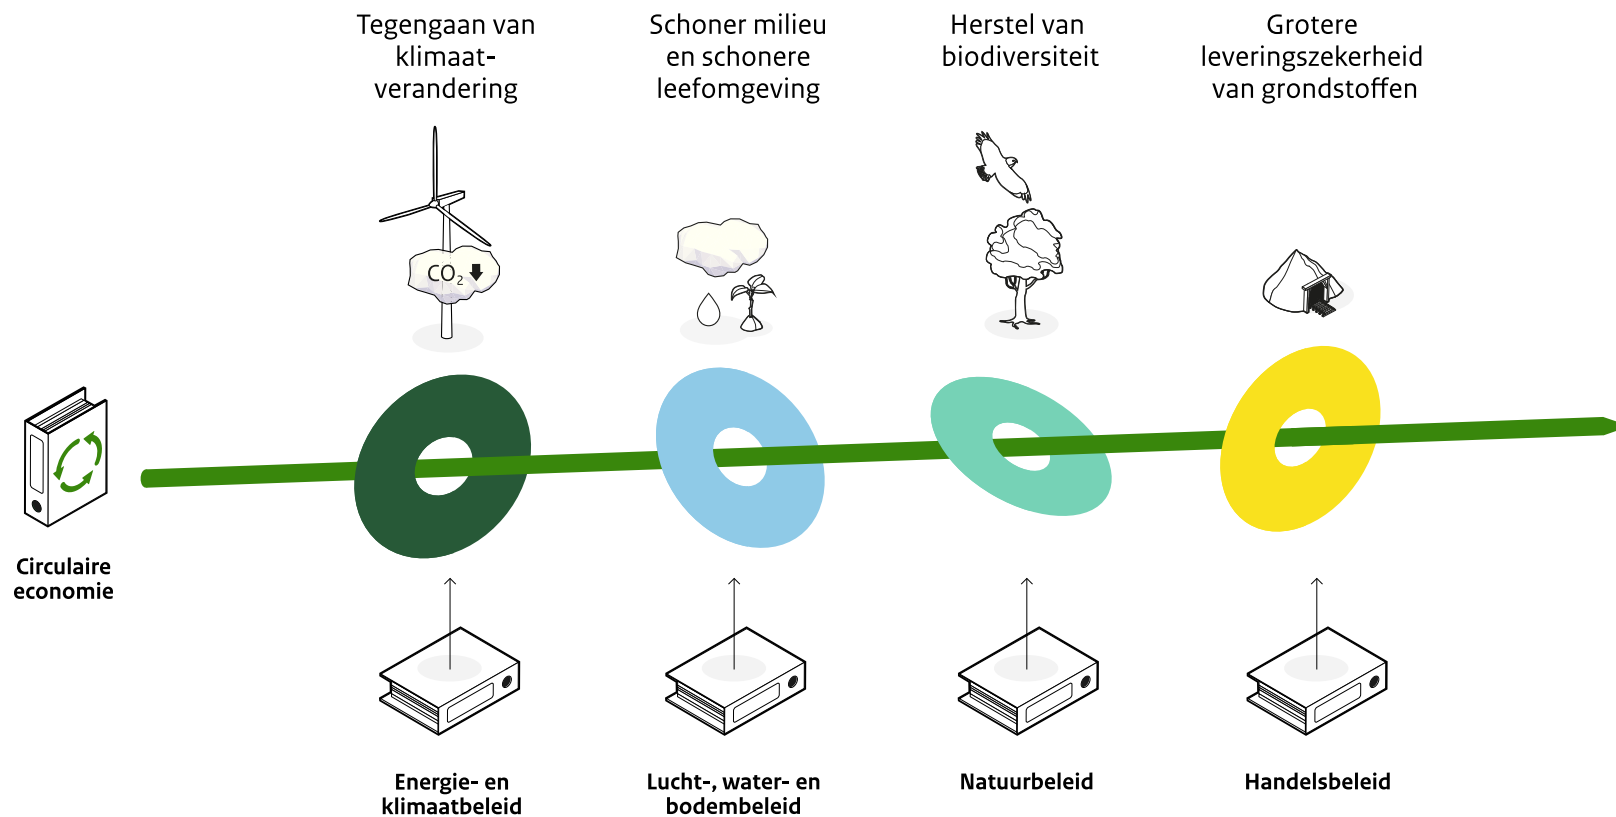 Tegengaan van
klimaat-
verandering
Schoner milieu
en schonere
leefomgeving
Herstel van
biodiversiteit
Grotere
leveringszekerheid
van grondstoffen
CO₂
Circulaire
economie
Energie- en
klimaatbeleid
Lucht-, water- en
bodembeleid
Natuurbeleid
Handelsbeleid